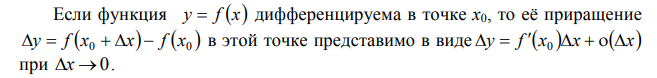 Если функция y = f(x) дифференцируема в точке x₀, то её приращение
Δy = f(x₀ + Δx) − f(x₀) в этой точке представимо в виде Δy = f′(x₀)Δx + o(Δx)
при Δx → 0.